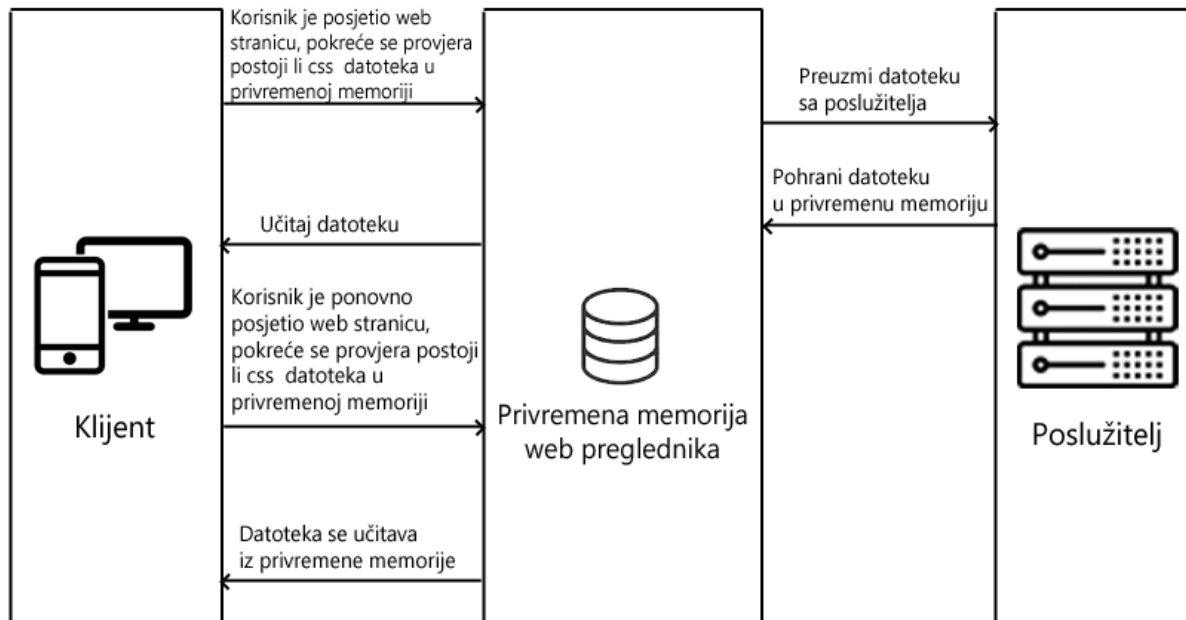 Korisnik je posjetio web
stranicu, pokreće se provjera
postoji li css datoteka u
privremenoj memoriji
Preuzmi datoteku
sa poslužitelja
Pohrani datoteku
u privremenu memoriju
Učitaj datoteku
Korisnik je ponovno
posjetio web stranicu,
pokreće se provjera postoji
li css datoteka u
privremenoj memoriji
Klijent
Privremena memorija
web preglednika
Poslužitelj
Datoteka se učitava
iz privremene memorije